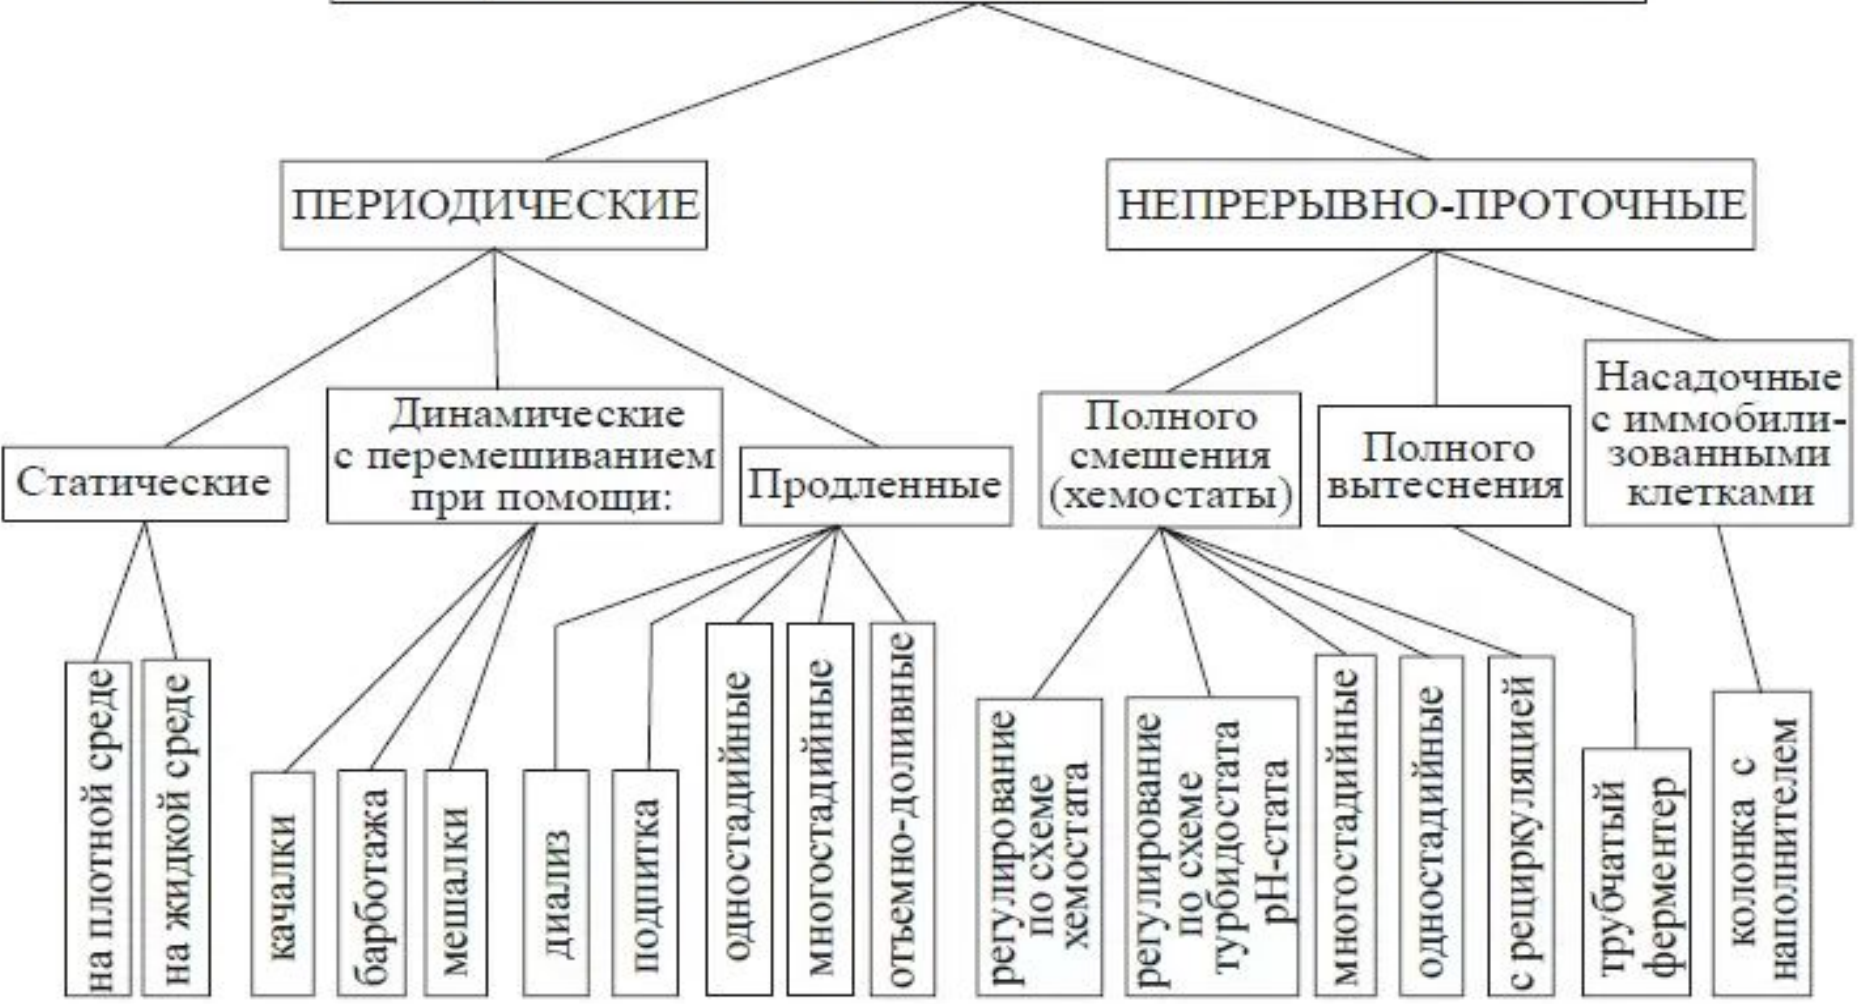 ПЕРИОДИЧЕСКИЕ
НЕПРЕРЫВНО-ПРОТОЧНЫЕ
Статические
Динамические
с перемешиванием
при помощи:
Продленные
Полного
смешения
(хемостаты)
Полного
вытеснения
Насадочные
с иммобили-
зованными
клетками
на плотной среде
на жидкой среде
качалки
барботажа
мешалки
диализ
подпитка
одностадийные
многостадийные
отъемно-доливные
регулирование
по схеме
хемостата
регулирование
по схеме
турбидостата
pH-стата
многостадийные
одностадийные
с рециркуляцией
трубчатый
ферментер
колонка с
наполнителем